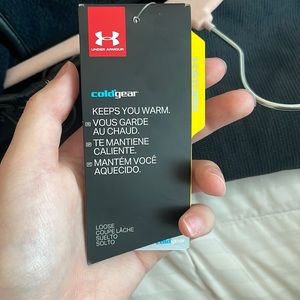 UNDER ARMOUR
coldgear
KEEPS YOU WARM.
VOUS GARDE
AU CHAUD.
TE MANTIENE
CALIENTE.
MANTÉM VOCÊ
AQUECIDO.
LOOSE
COUPE LÂCHE
SUELTO
SOLTO
coldgear